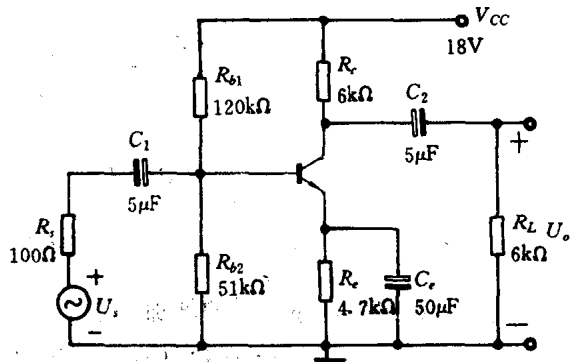 V_CC
18V
R_b1
120kΩ
R_c
6kΩ
C_2
5μF
C_1
5μF
+
R_s
100Ω
+
U_s
-
R_b2
51kΩ
R_e
4.7kΩ
C_e
50μF
R_L
6kΩ
U_o
-